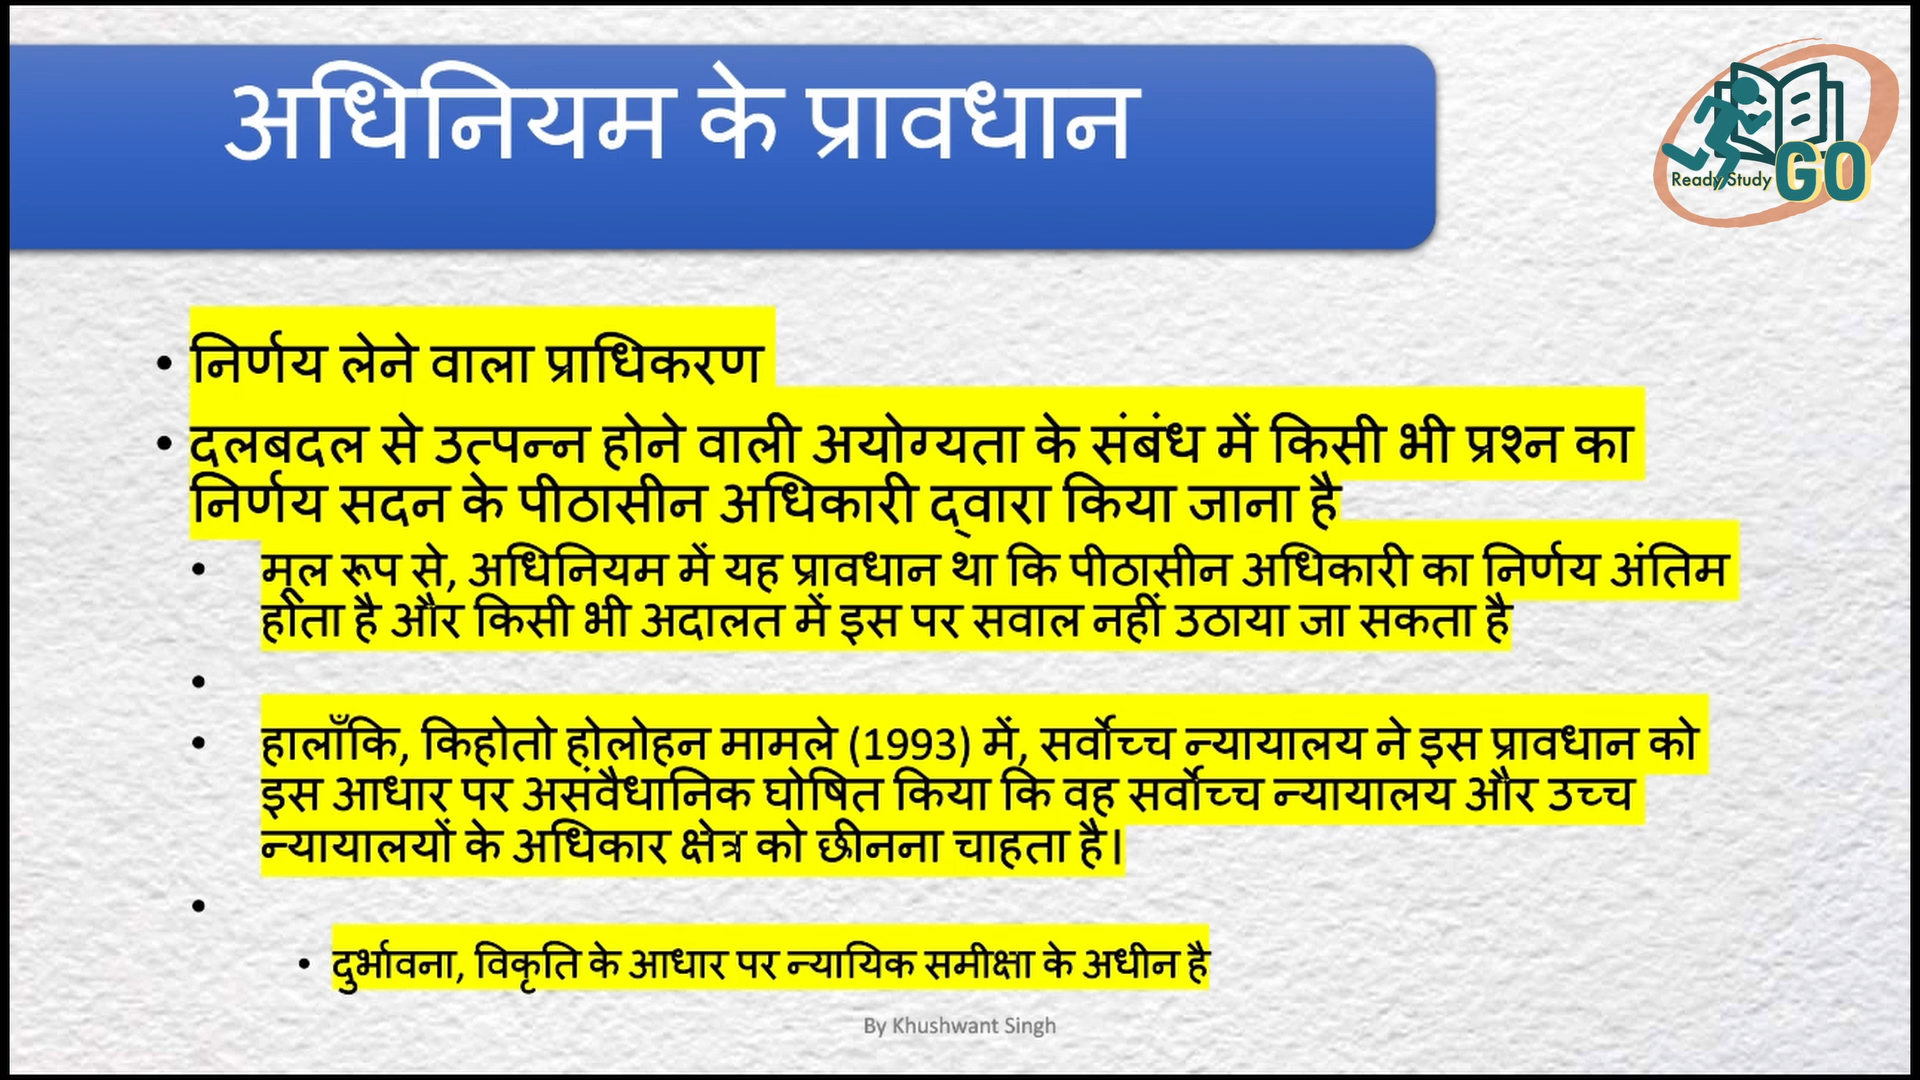 अधिनियम के प्रावधान
Ready Study GO
• निर्णय लेने वाला प्राधिकरण
• दलबदल से उत्पन्न होने वाली अयोग्यता के संबंध में किसी भी प्रश्न का
निर्णय सदन के पीठासीन अधिकारी द्वारा किया जाना है
• मूल रूप से, अधिनियम में यह प्रावधान था कि पीठासीन अधिकारी का निर्णय अंतिम
होता है और किसी भी अदालत में इस पर सवाल नहीं उठाया जा सकता है
•
• हालाँकि, किहोतो होलोहन मामले (1993) में, सर्वोच्च न्यायालय ने इस प्रावधान को
इस आधार पर असंवैधानिक घोषित किया कि वह सर्वोच्च न्यायालय और उच्च
न्यायालयों के अधिकार क्षेत्र को छीनना चाहता है।
•
• दुर्भावना, विकृति के आधार पर न्यायिक समीक्षा के अधीन है
By Khushwant Singh